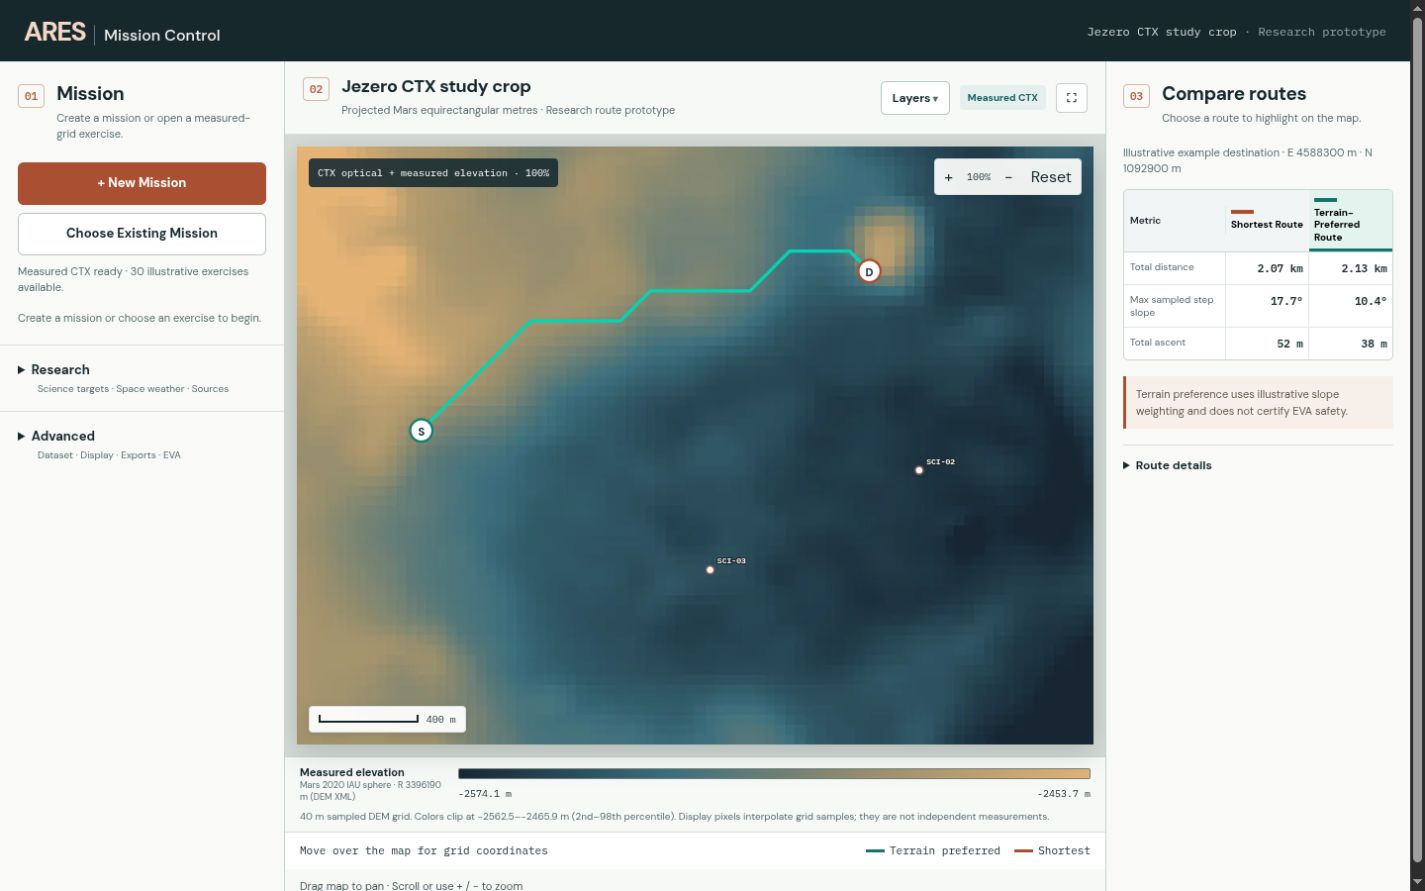 ARES Mission Control
Jezero CTX study crop · Research prototype
01 Mission
Create a mission or open a measured-
grid exercise.
+ New Mission
Choose Existing Mission
Measured CTX ready · 30 illustrative exercises
available.
Create a mission or choose an exercise to begin.
▶ Research
Science targets · Space weather · Sources
▶ Advanced
Dataset · Display · Exports · EVA
02 Jezero CTX study crop
Projected Mars equirectangular metres · Research route prototype
Layers ▾
Measured CTX
CTX optical + measured elevation · 100%
+ 100% − Reset
D
S
SCI-02
SCI-03
400 m
Measured elevation
Mars 2020 IAU sphere · R 3396190
m (DEM XML)
-2574.1 m
-2453.7 m
40 m sampled DEM grid. Colors clip at -2562.5–-2465.9 m (2nd–98th percentile). Display pixels interpolate grid samples; they are not independent measurements.
Move over the map for grid coordinates
Terrain preferred
Shortest
Drag map to pan · Scroll or use + / − to zoom
03 Compare routes
Choose a route to highlight on the map.
Illustrative example destination · E 4588300 m · N
1092900 m
Metric
Shortest Route
Terrain-
Preferred
Route
Total distance 2.07 km 2.13 km
Max sampled step
slope
17.7° 10.4°
Total ascent 52 m 38 m
Terrain preference uses illustrative slope
weighting and does not certify EVA safety.
▶ Route details